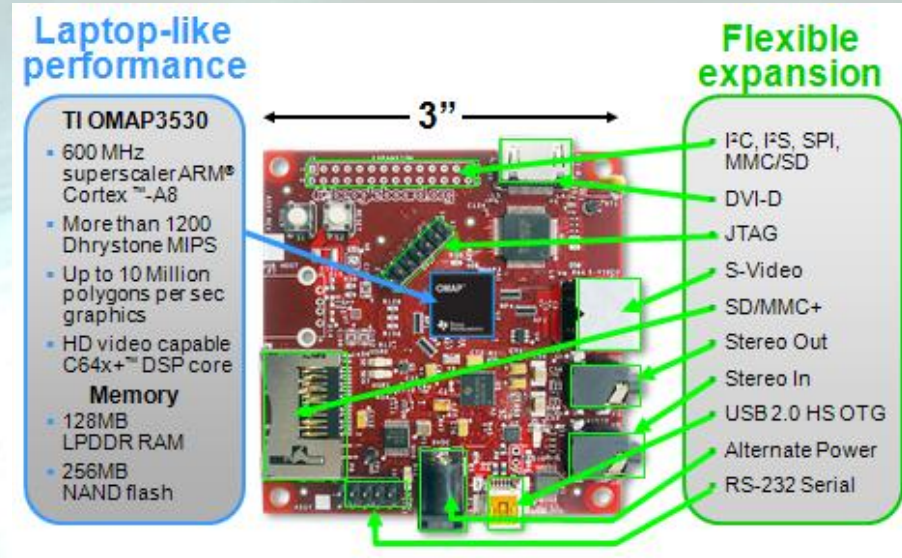 Laptop-like
performance
Flexible
expansion
3”
TI OMAP3530
600 MHz
superscaler ARM®
Cortex ™-A8
More than 1200
Dhrystone MIPS
Up to 10 Million
polygons per sec
graphics
HD video capable
C64x+™ DSP core
Memory
128MB
LPDDR RAM
256MB
NAND flash
I²C, I²S, SPI,
MMC/SD
DVI-D
JTAG
S-Video
SD/MMC+
Stereo Out
Stereo In
USB 2.0 HS OTG
Alternate Power
RS-232 Serial
EXPANSION
OMAP